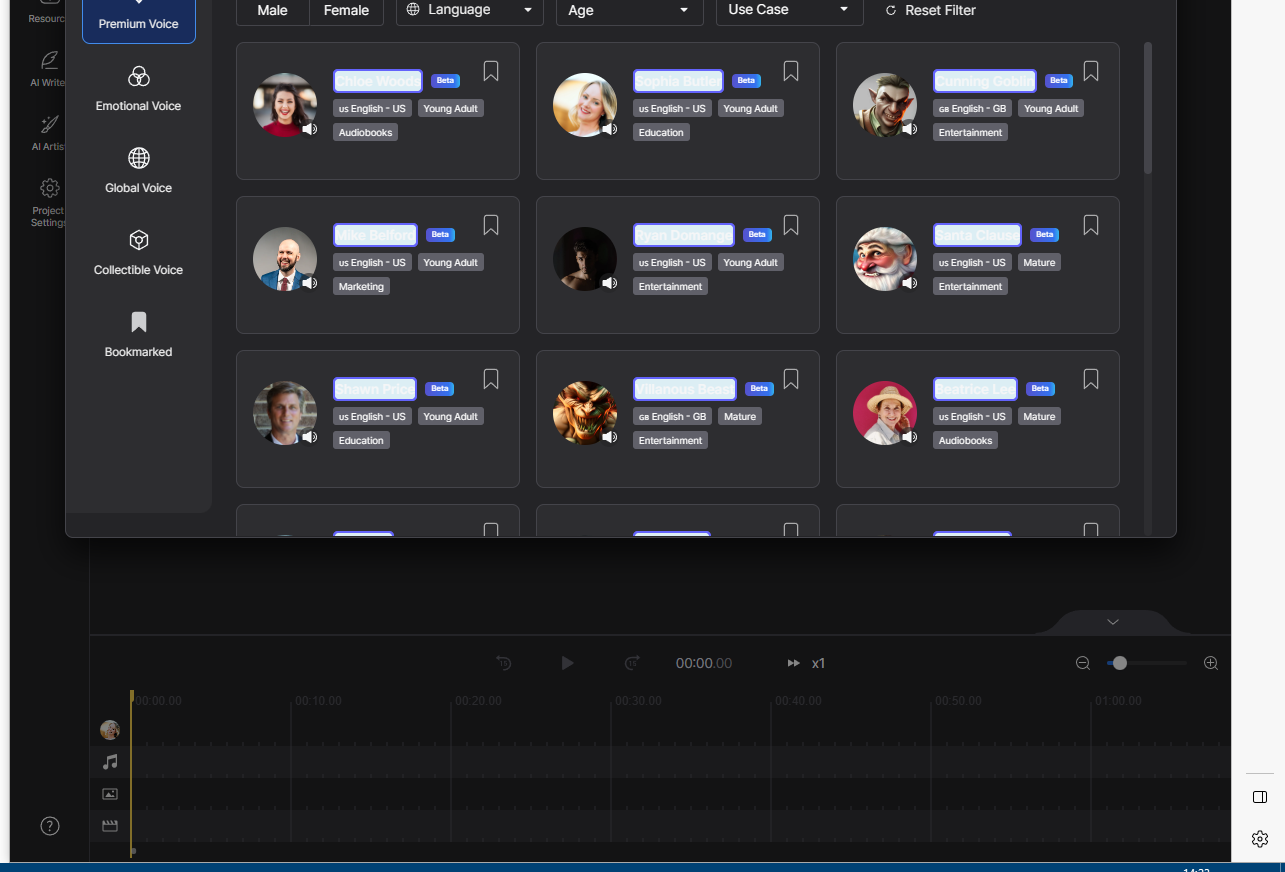 Resourc
Premium Voice
Male
Female
Language
Age
Use Case
Reset Filter
AI Write
Emotional Voice
AI Artis
Global Voice
Project
Settings
Collectible Voice
Bookmarked
Chloe Woods Beta
US English - US Young Adult
Audiobooks
Sophia Butler Beta
US English - US Young Adult
Education
Cunning Goblin Beta
GB English - GB Young Adult
Entertainment
Mike Belford Beta
US English - US Young Adult
Marketing
Ryan Domange Beta
US English - US Young Adult
Entertainment
Santa Clause Beta
US English - US Mature
Entertainment
Shawn Price Beta
US English - US Young Adult
Education
Villanous Beast Beta
GB English - GB Mature
Entertainment
Beatrice Lee Beta
US English - US Mature
Audiobooks
15
15
00:00.00
x1
00:00.00 00:10.00 00:20.00 00:30.00 00:40.00 00:50.00 01:00.00
?